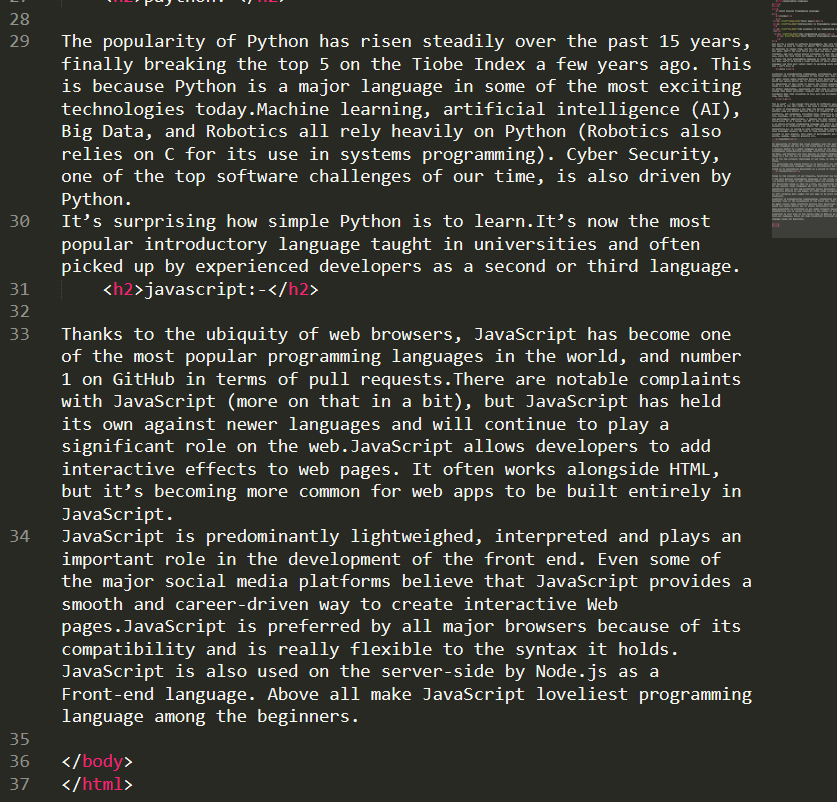 28
29 The popularity of Python has risen steadily over the past 15 years,
finally breaking the top 5 on the Tiobe Index a few years ago. This
is because Python is a major language in some of the most exciting
technologies today.Machine learning, artificial intelligence (AI),
Big Data, and Robotics all rely heavily on Python (Robotics also
relies on C for its use in systems programming). Cyber Security,
one of the top software challenges of our time, is also driven by
Python.
30 It’s surprising how simple Python is to learn.It’s now the most
popular introductory language taught in universities and often
picked up by experienced developers as a second or third language.
31 <h2>javascript:-</h2>
32
33 Thanks to the ubiquity of web browsers, JavaScript has become one
of the most popular programming languages in the world, and number
1 on GitHub in terms of pull requests.There are notable complaints
with JavaScript (more on that in a bit), but JavaScript has held
its own against newer languages and will continue to play a
significant role on the web.JavaScript allows developers to add
interactive effects to web pages. It often works alongside HTML,
but it’s becoming more common for web apps to be built entirely in
JavaScript.
34 JavaScript is predominantly lightweighed, interpreted and plays an
important role in the development of the front end. Even some of
the major social media platforms believe that JavaScript provides a
smooth and career-driven way to create interactive Web
pages.JavaScript is preferred by all major browsers because of its
compatibility and is really flexible to the syntax it holds.
JavaScript is also used on the server-side by Node.js as a
Front-end language. Above all make JavaScript loveliest programming
language among the beginners.
35
36 </body>
37 </html>